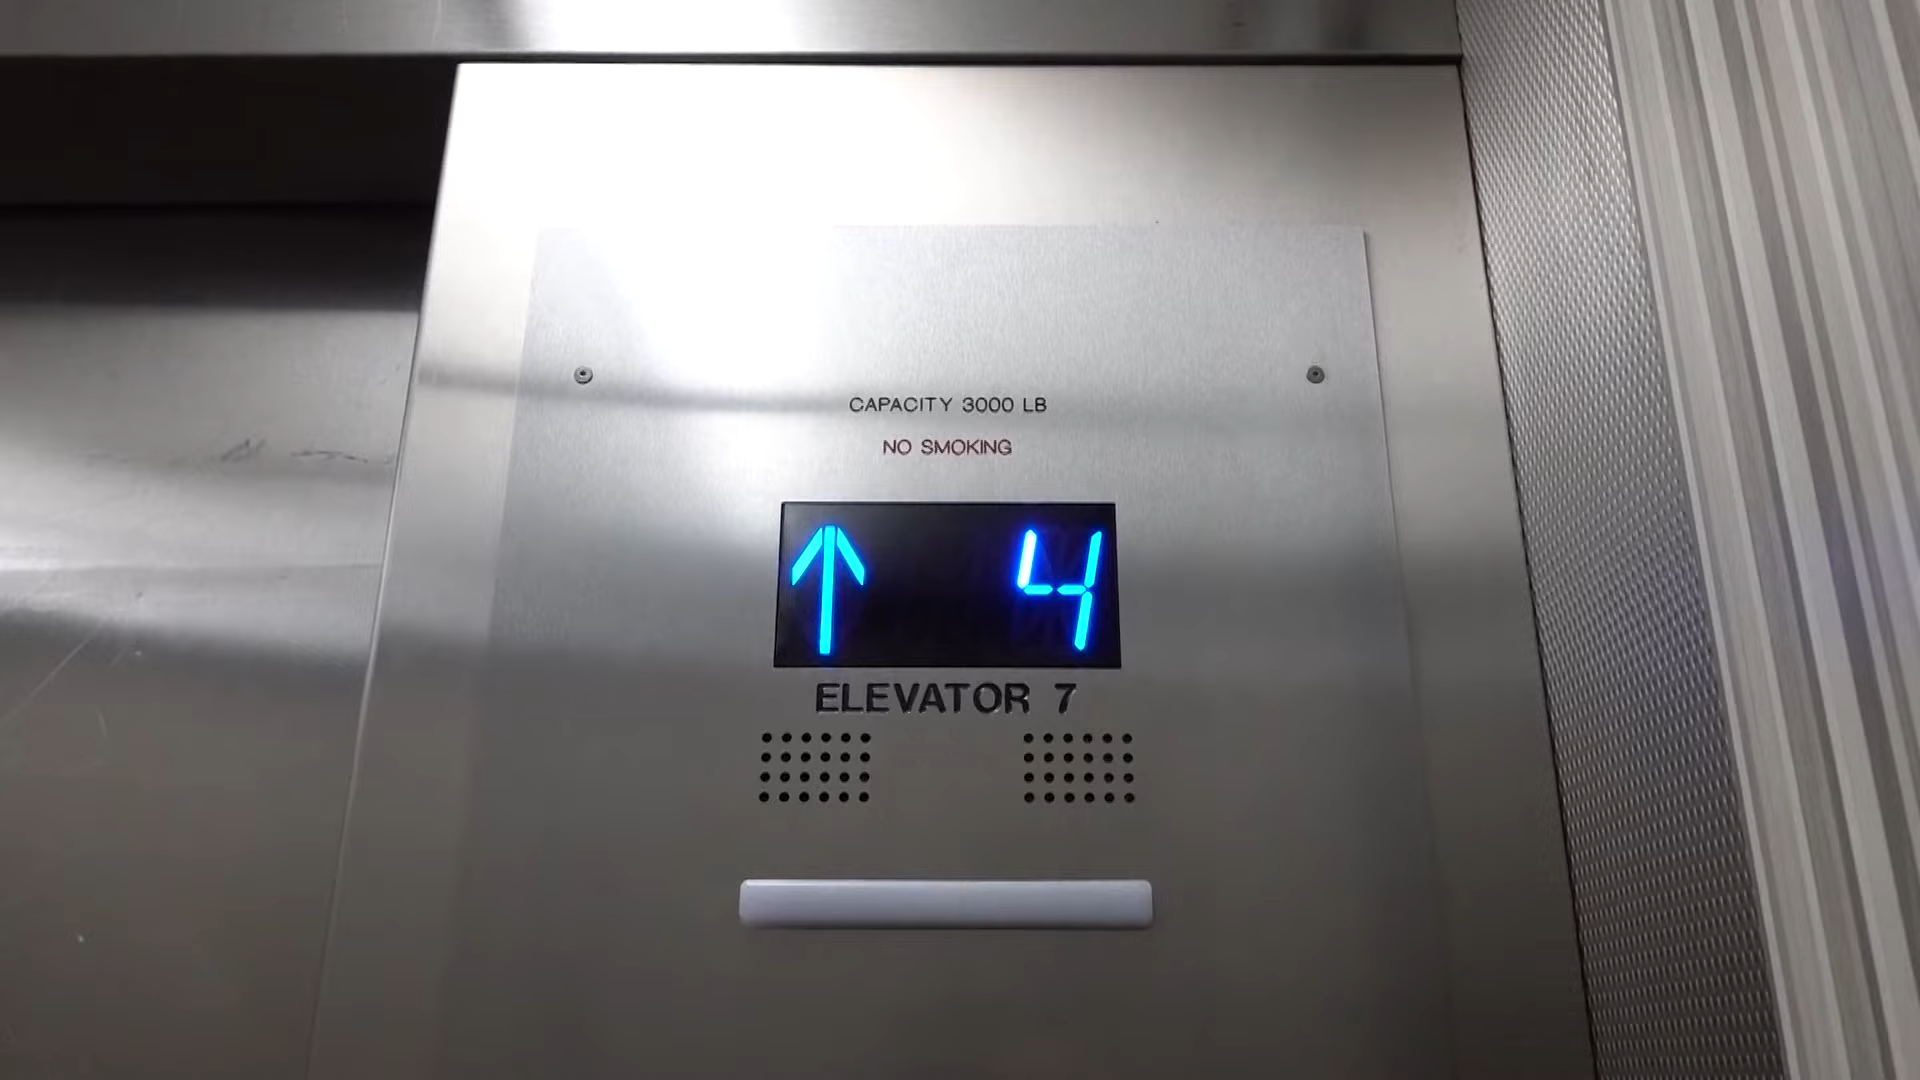 CAPACITY 3000 LB
NO SMOKING
↑ 4
ELEVATOR 7